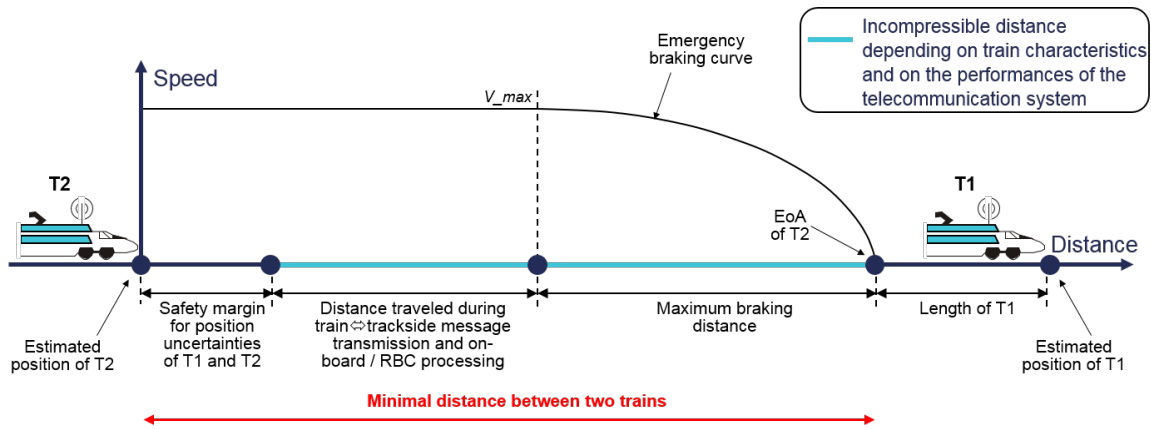 Incompressible distance
depending on train characteristics
and on the performances of the
telecommunication system
Emergency
braking curve
Speed
V_max
T2
T1
EoA
of T2
Distance
Safety margin
for position
uncertainties
of T1 and T2
Distance traveled during
train⇔trackside message
transmission and on-
board / RBC processing
Maximum braking
distance
Length of T1
Estimated
position of T2
Estimated
position of T1
Minimal distance between two trains